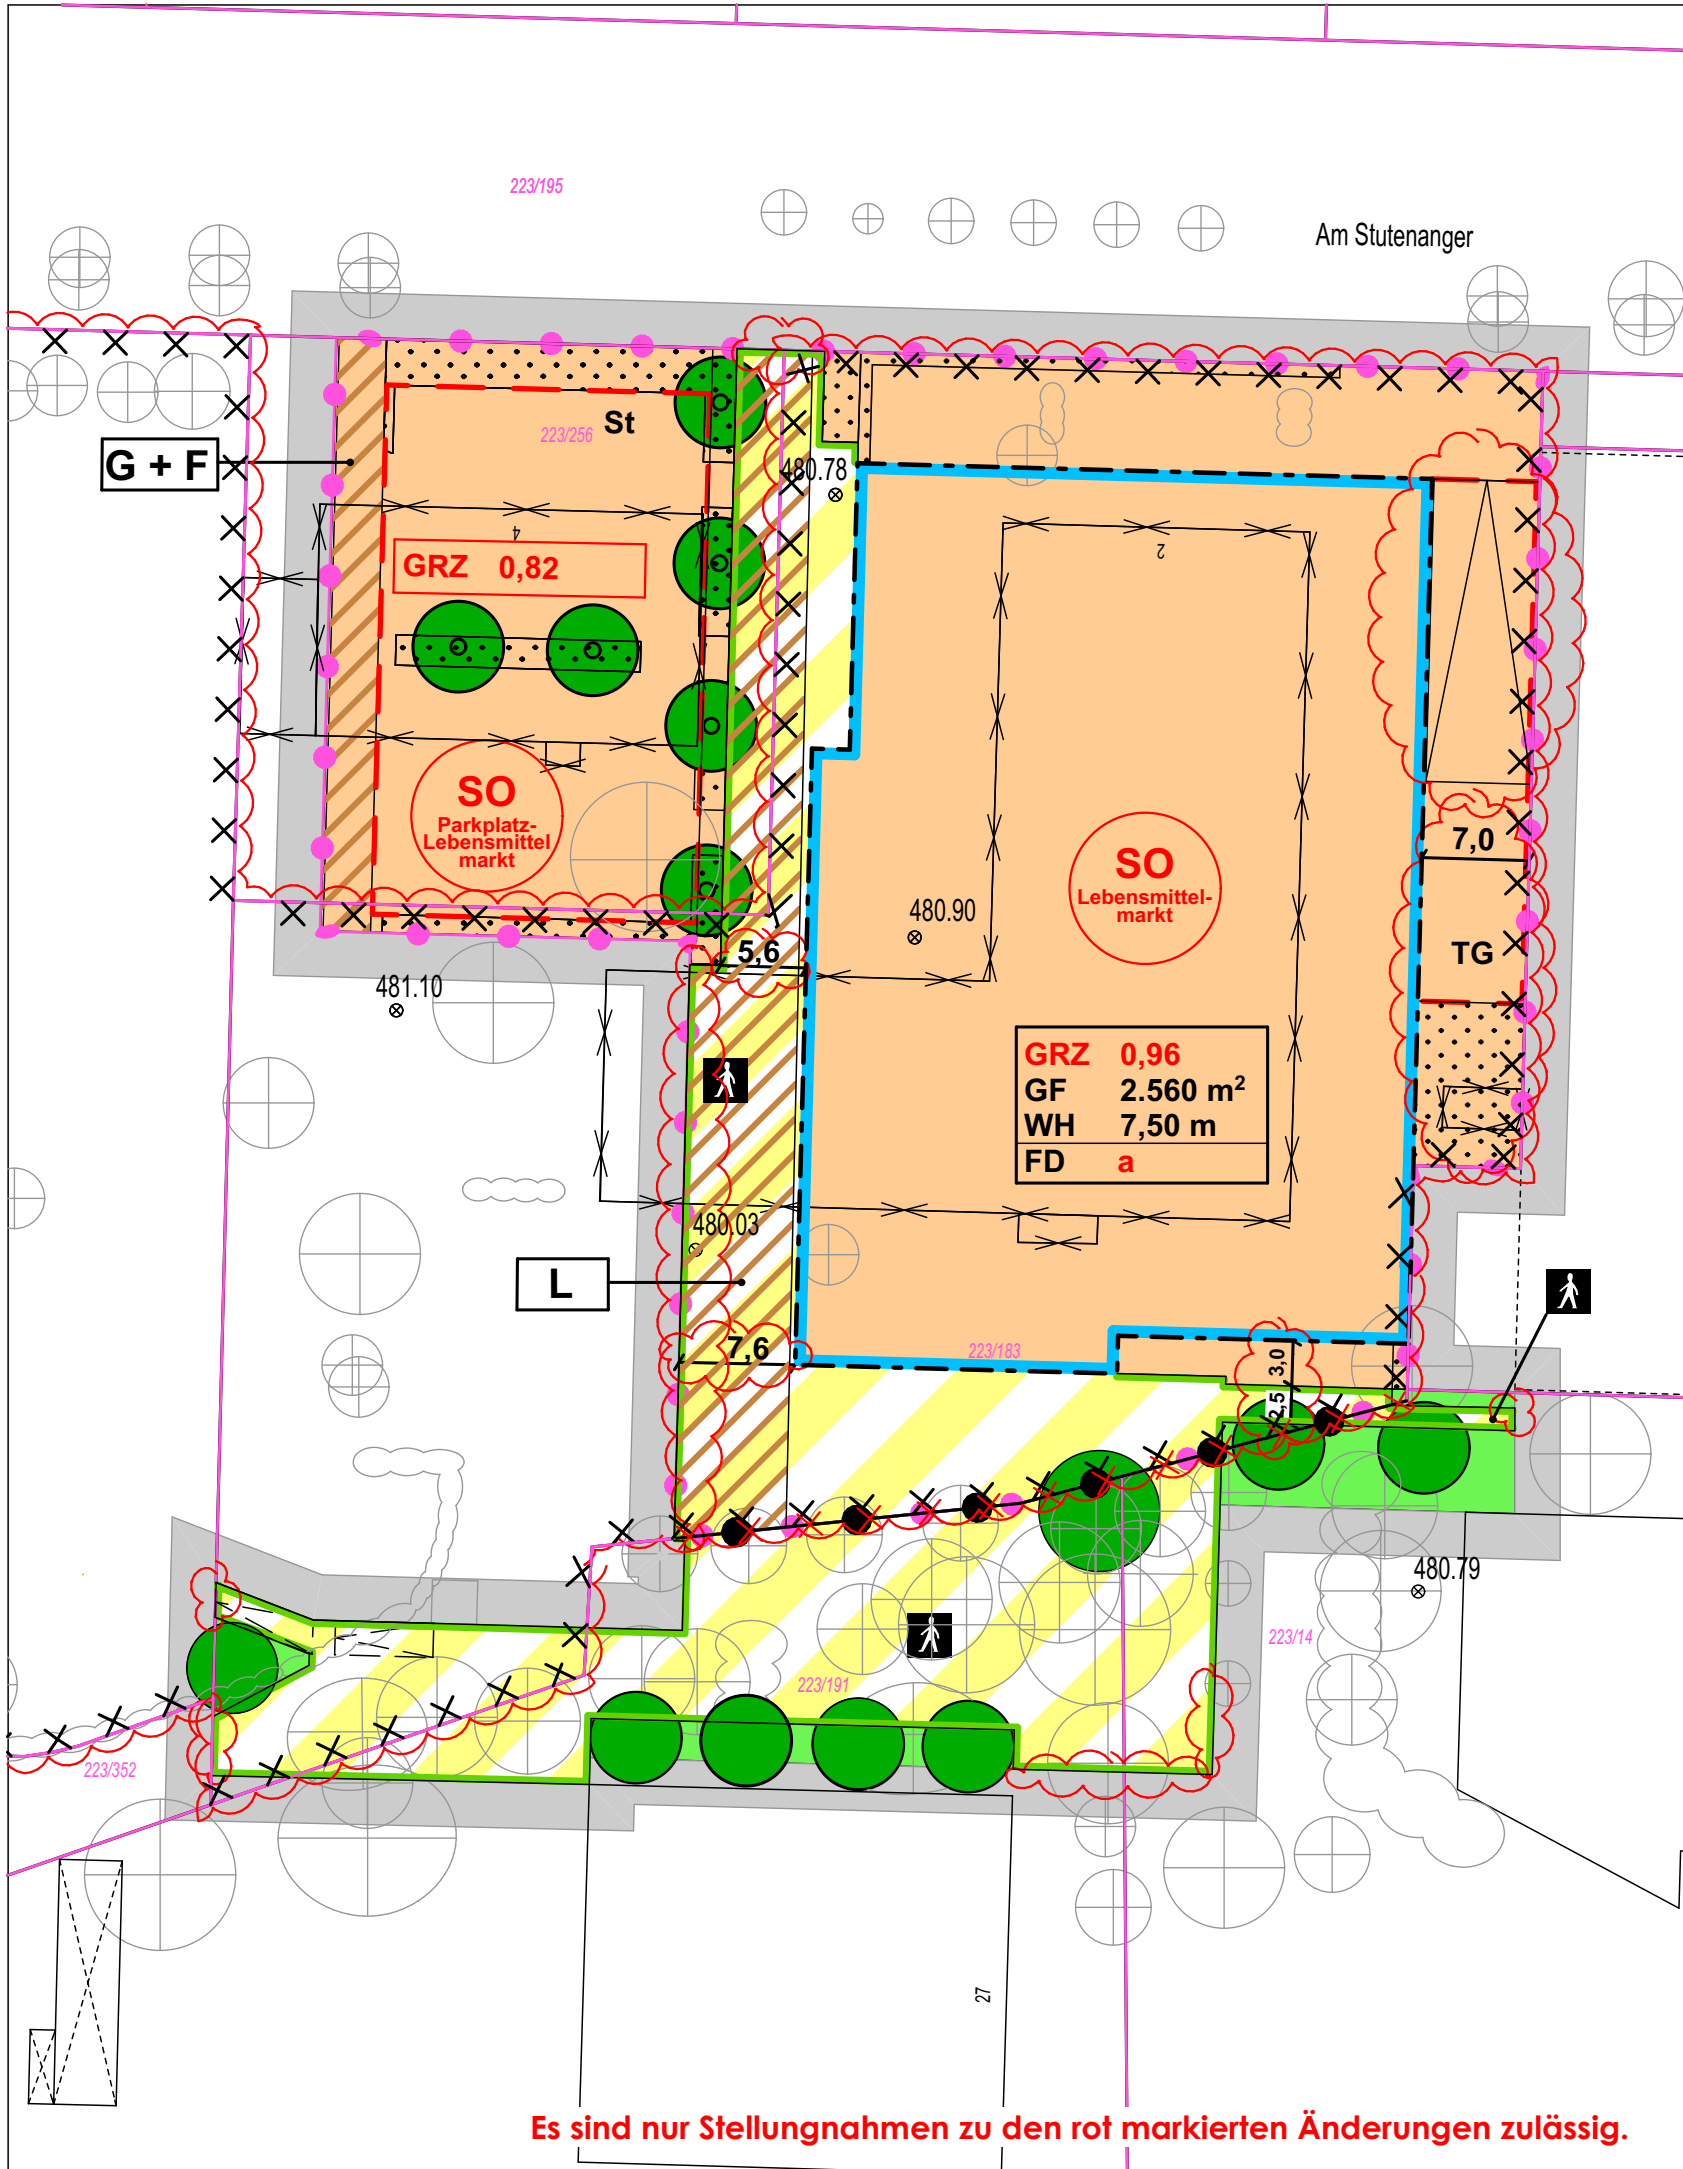 223/195
Am Stutenanger
St
223/256
G + F
480.78
4
2
GRZ 0,82
SO
Parkplatz-
Lebensmittel
markt
7,0
SO
Lebensmittel-
markt
480.90
5,6
TG
481.10
GRZ 0,96
GF 2.560 m²
WH 7,50 m
FD a
480.03
L
7,6
223/183
3,0
2,5
480.79
223/14
223/191
223/352
27
Es sind nur Stellungnahmen zu den rot markierten Änderungen zulässig.